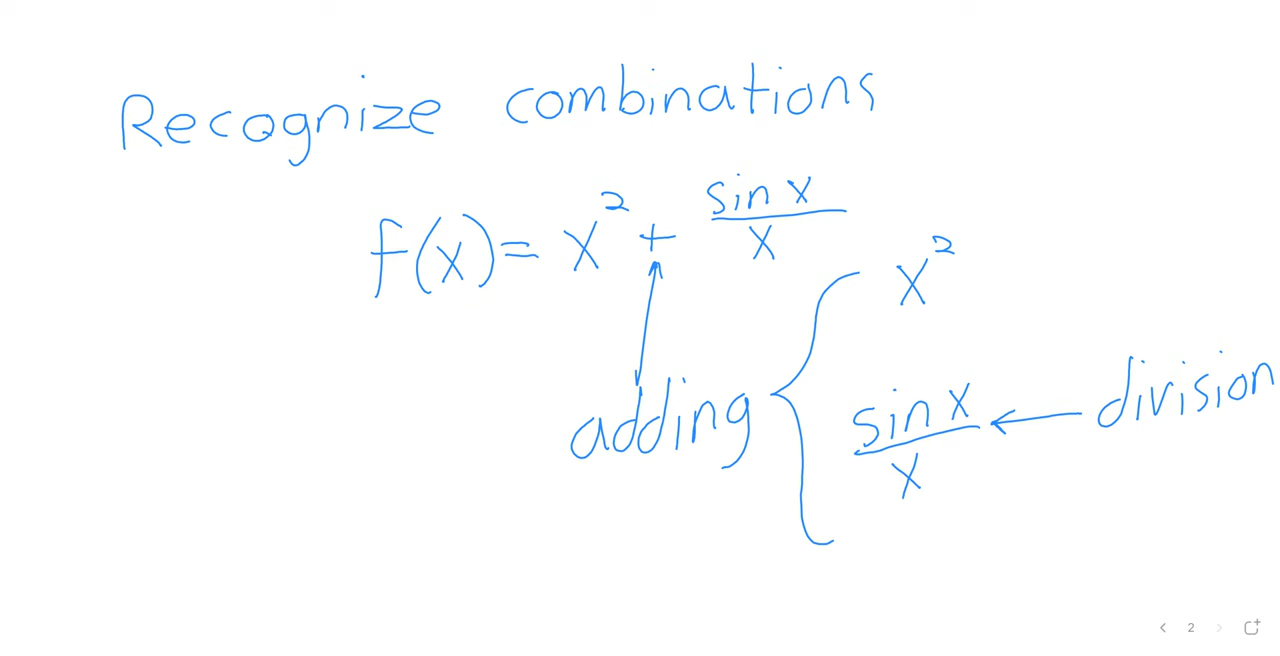 Recognize combinations
f(x) = x² + sin x / x
x²
adding { sin x / x ← division
2